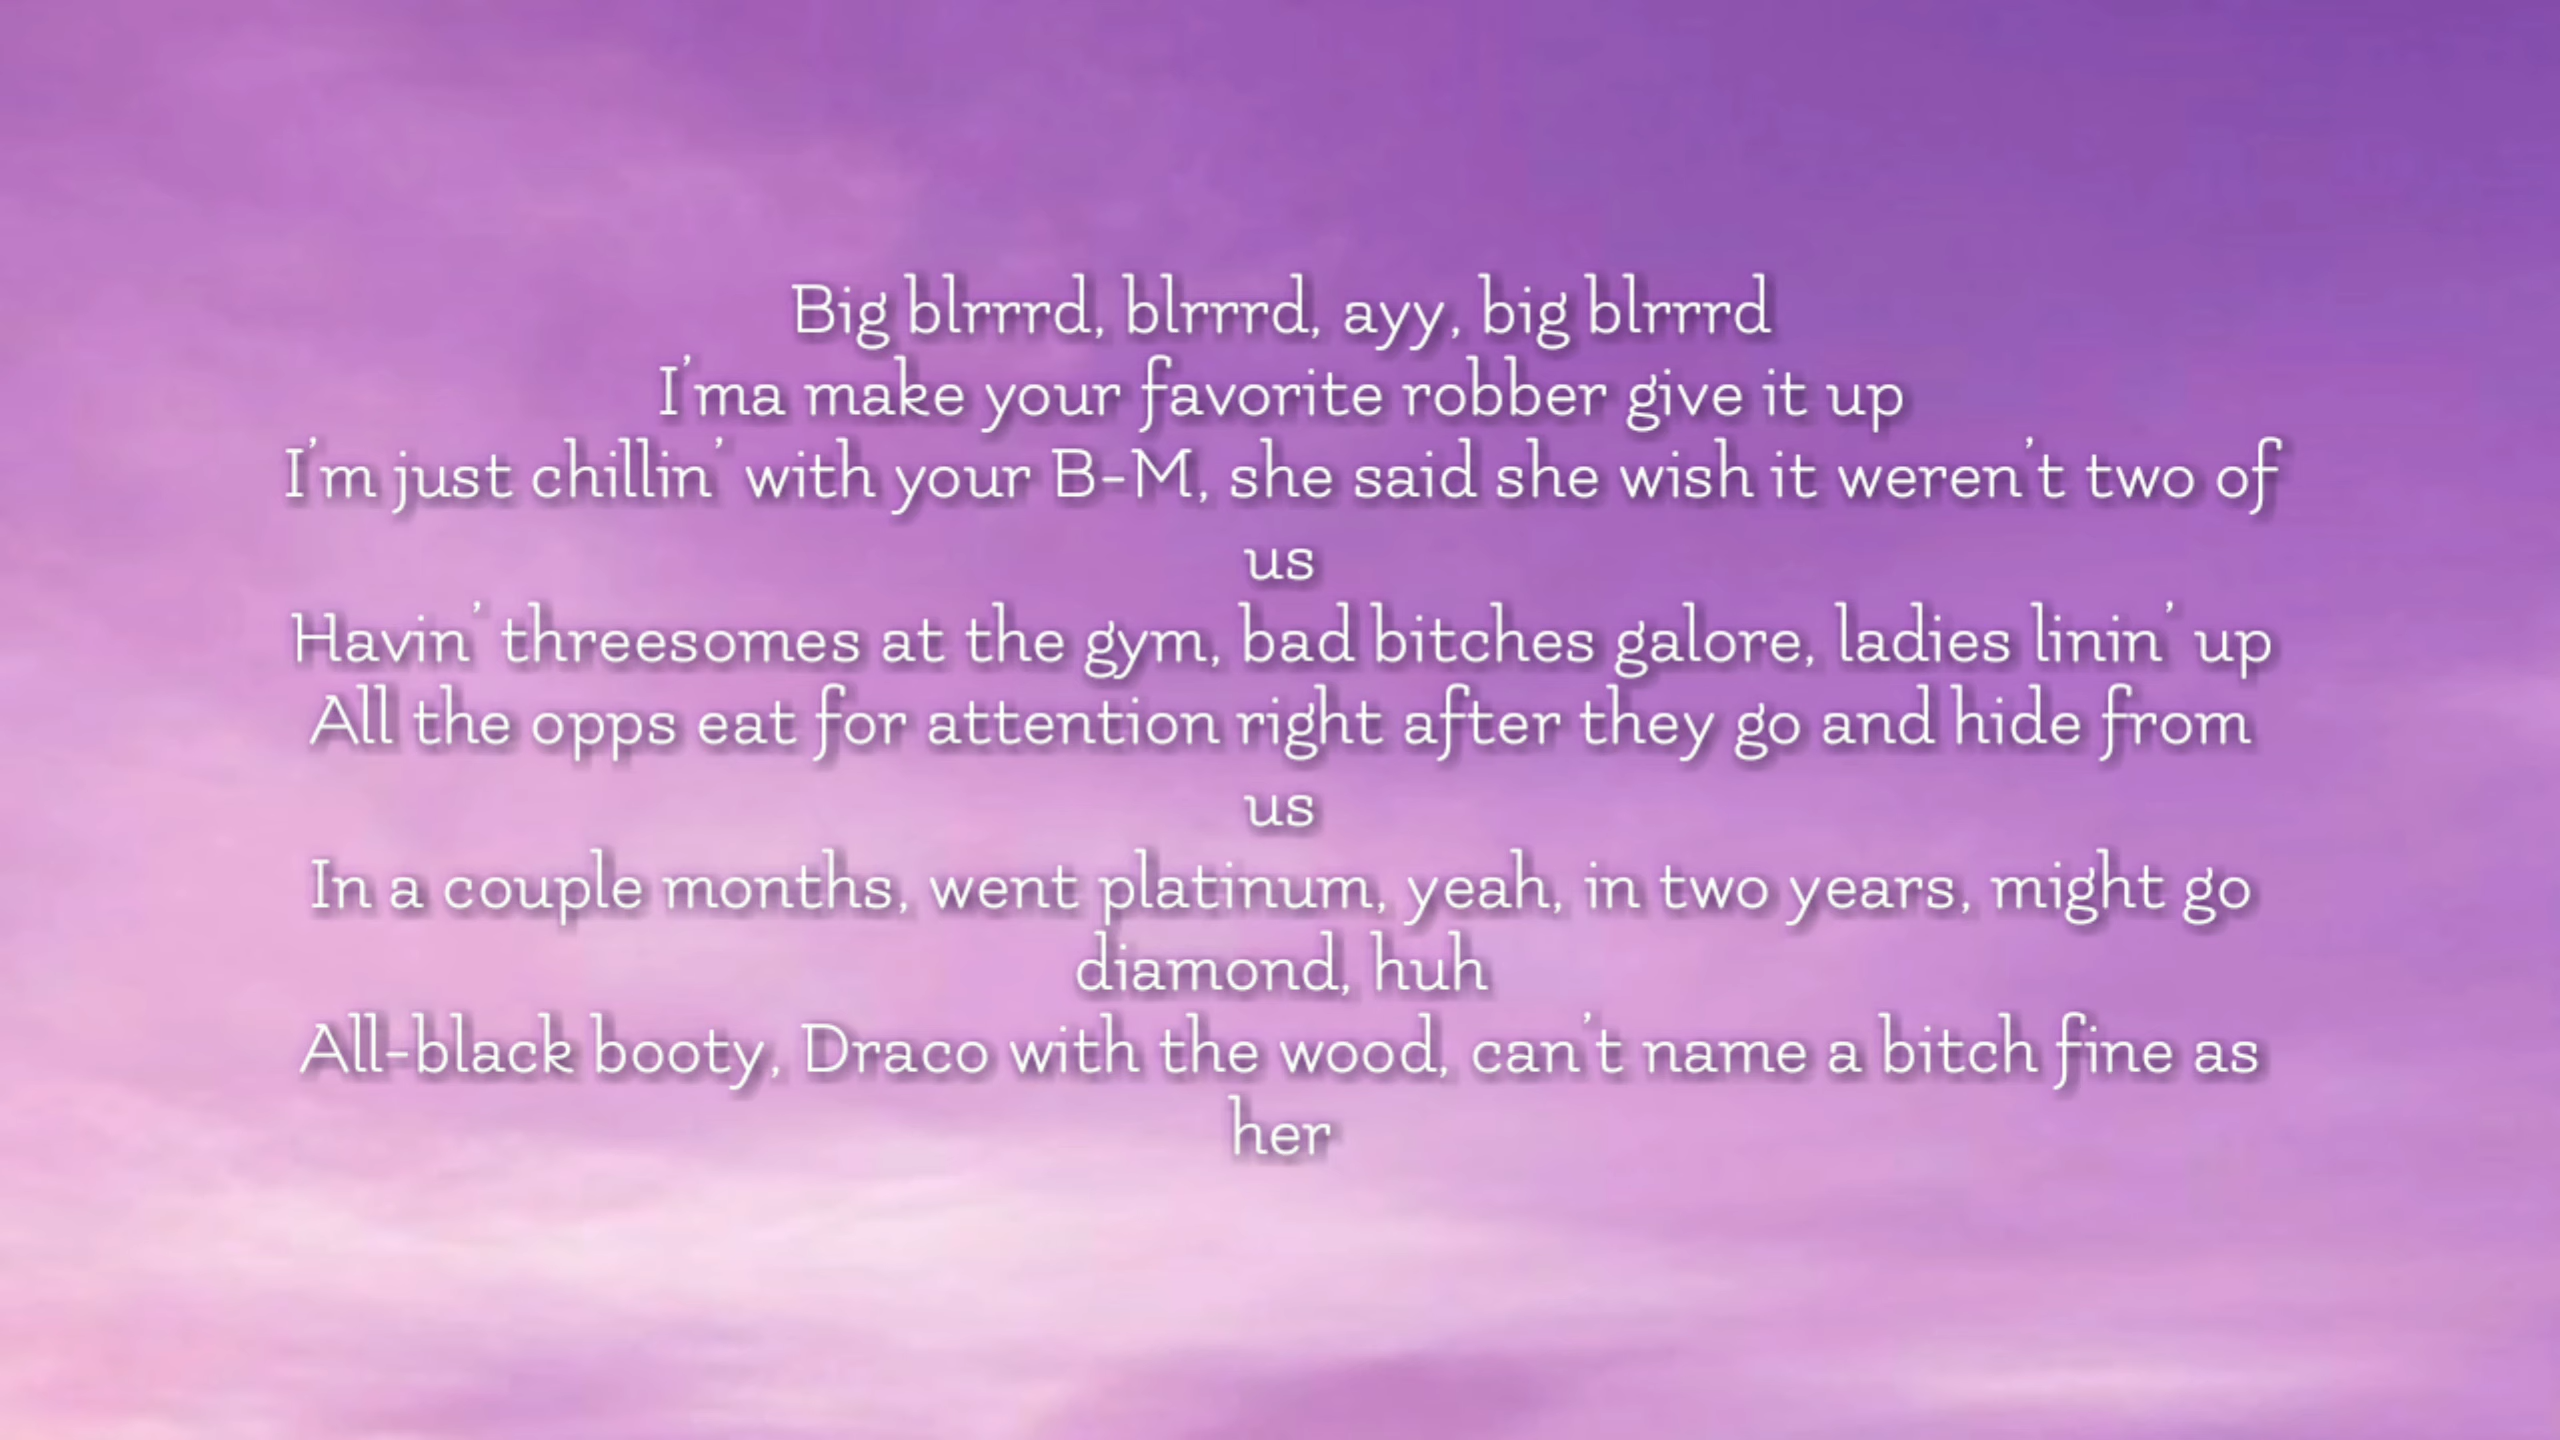 Big blrrrd, blrrrd, ayy, big blrrrd
I'ma make your favorite robber give it up
I'm just chillin' with your B-M, she said she wish it weren't two of
us
Havin' threesomes at the gym, bad bitches galore, ladies linin' up
All the opps eat for attention right after they go and hide from
us
In a couple months, went platinum, yeah, in two years, might go
diamond, huh
All-black booty, Draco with the wood, can't name a bitch fine as
her